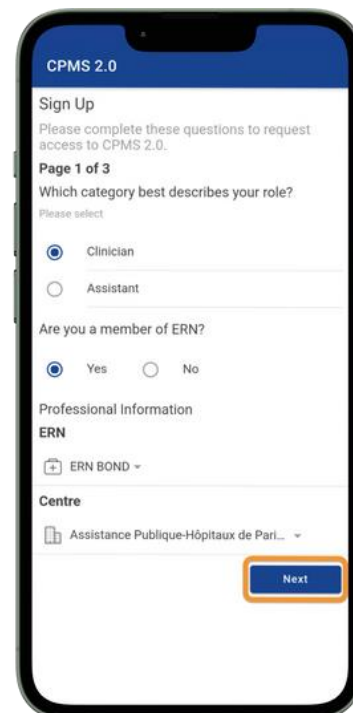 CPMS 2.0
Sign Up
Please complete these questions to request
access to CPMS 2.0.
Page 1 of 3
Which category best describes your role?
Please select
Clinician
Assistant
Are you a member of ERN?
Yes No
Professional Information
ERN
ERN BOND
Centre
Assistance Publique-Hôpitaux de Pari...
Next